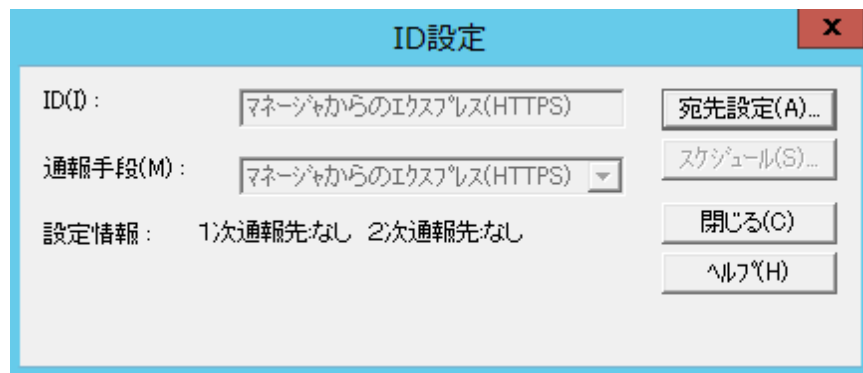 ID設定
x
ID(I) :
マネージャからのエクスプレス(HTTPS)
宛先設定(A)...
通報手段(M) :
マネージャからのエクスプレス(HTTPS)
スケジュール(S)...
設定情報 :
1次通報先:なし 2次通報先:なし
閉じる(C)
ヘルプ(H)